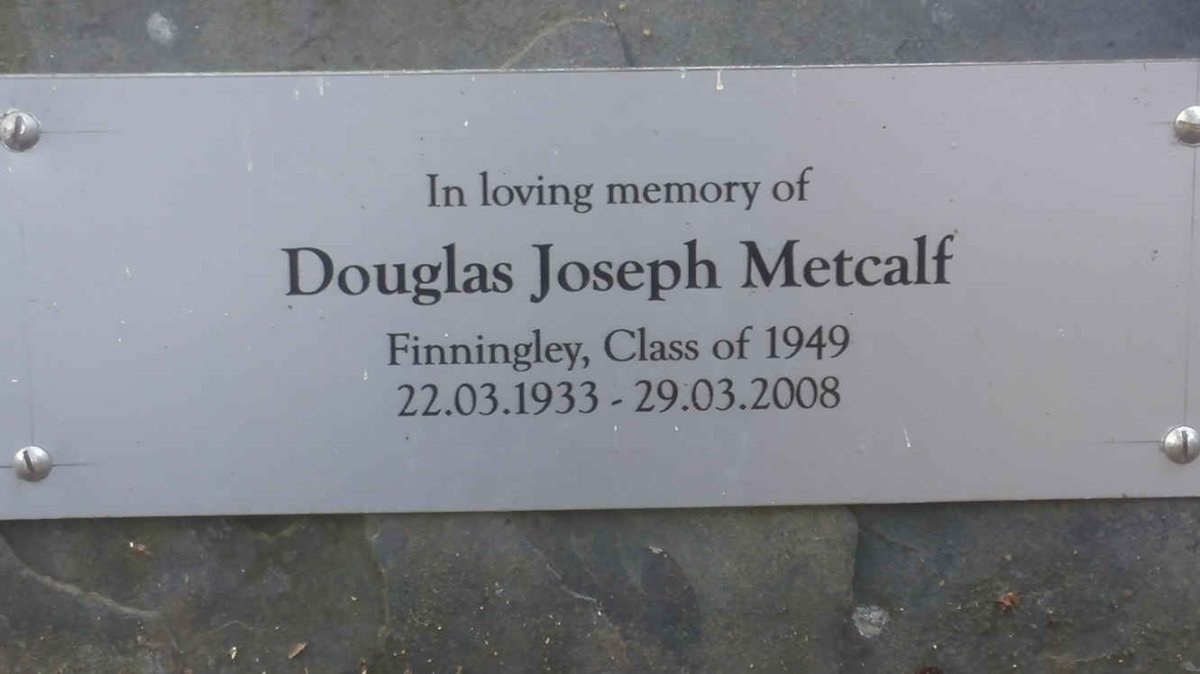 In loving memory of
Douglas Joseph Metcalf
Finningley, Class of 1949
22.03.1933 - 29.03.2008